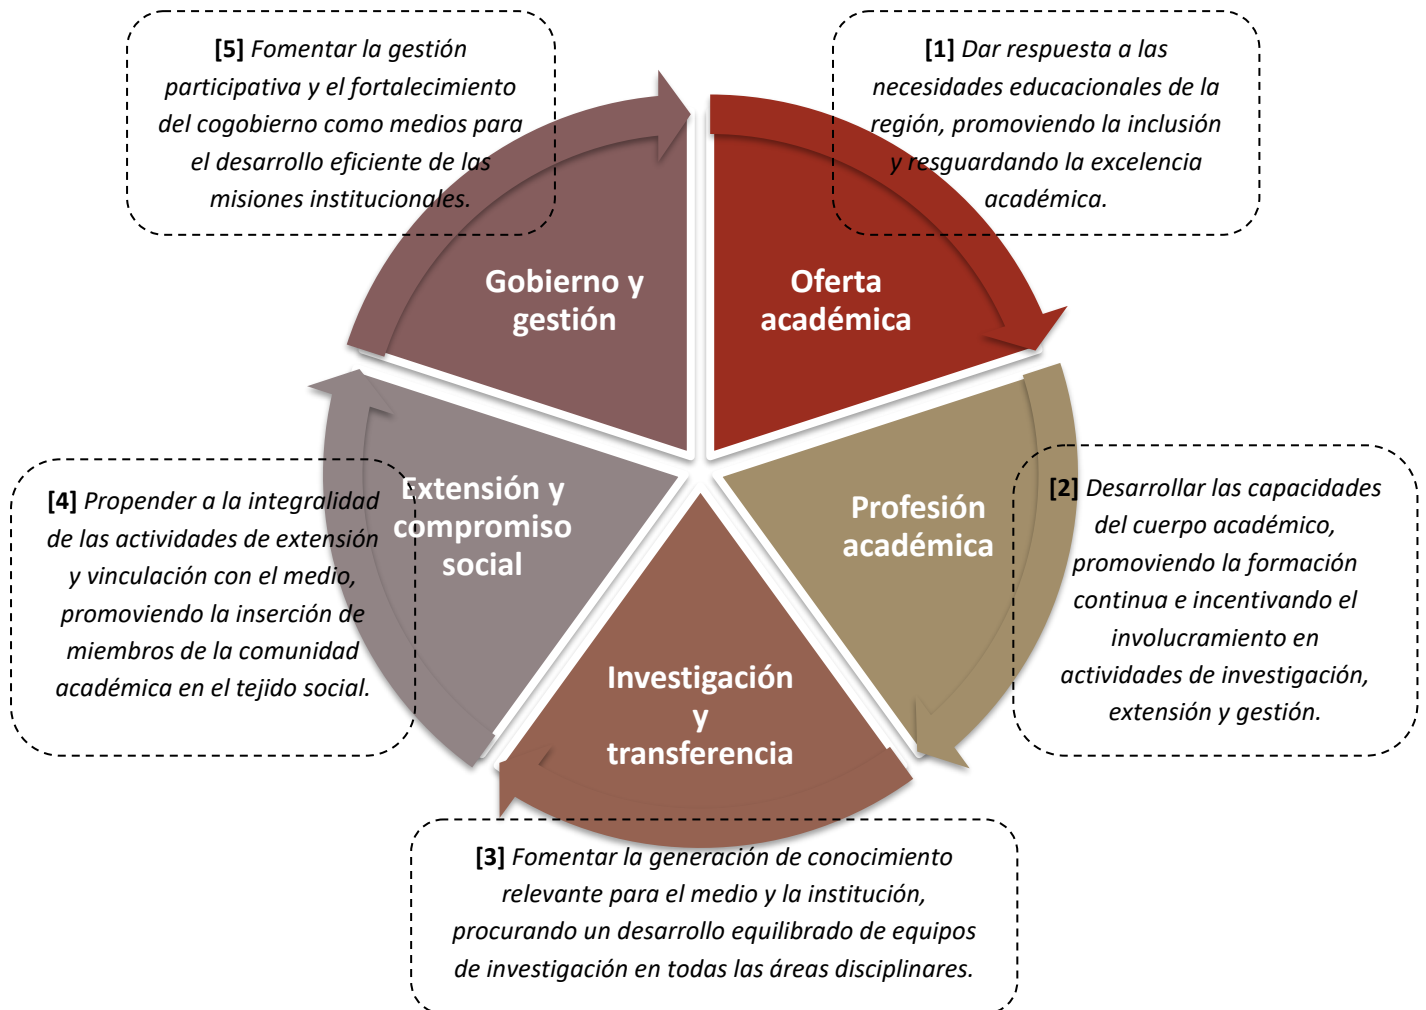 [1] Dar respuesta a las
necesidades educacionales de la
región, promoviendo la inclusión
y resguardando la excelencia
académica.
Oferta
académica
[2] Desarrollar las capacidades
del cuerpo académico,
promoviendo la formación
continua e incentivando el
involucramiento en
actividades de investigación,
extensión y gestión.
Profesión
académica
[3] Fomentar la generación de conocimiento
relevante para el medio y la institución,
procurando un desarrollo equilibrado de equipos
de investigación en todas las áreas disciplinares.
Investigación
y
transferencia
[4] Propender a la integralidad
de las actividades de extensión
y vinculación con el medio,
promoviendo la inserción de
miembros de la comunidad
académica en el tejido social.
Extensión y
compromiso
social
[5] Fomentar la gestión
participativa y el fortalecimiento
del cogobierno como medios para
el desarrollo eficiente de las
misiones institucionales.
Gobierno y
gestión